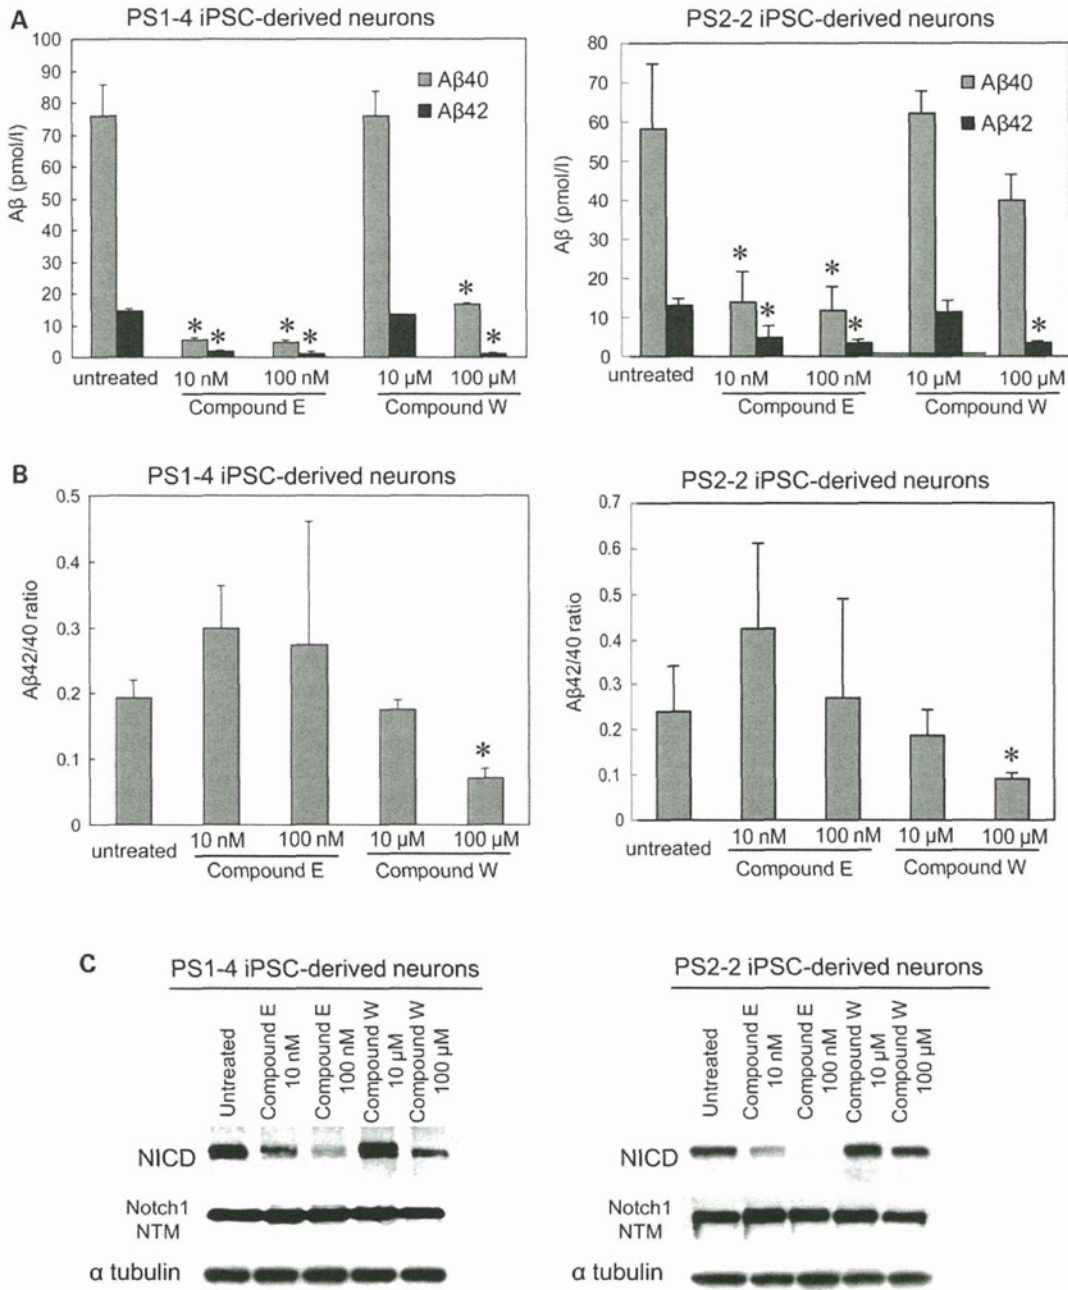 A
PS1-4 iPSC-derived neurons
Aβ (pmol/l)
100
90
80
70
60
50
40
30
20
10
0
Aβ40
Aβ42
* * * * * *
untreated 10 nM 100 nM 10 µM 100 µM
Compound E Compound W
PS2-2 iPSC-derived neurons
Aβ (pmol/l)
80
70
60
50
40
30
20
10
0
Aβ40
Aβ42
* * * * *
untreated 10 nM 100 nM 10 µM 100 µM
Compound E Compound W
B
PS1-4 iPSC-derived neurons
Aβ42/40 ratio
0.5
0.4
0.3
0.2
0.1
0
*
untreated 10 nM 100 nM 10 µM 100 µM
Compound E Compound W
PS2-2 iPSC-derived neurons
Aβ42/40 ratio
0.7
0.6
0.5
0.4
0.3
0.2
0.1
0
*
untreated 10 nM 100 nM 10 µM 100 µM
Compound E Compound W
C
PS1-4 iPSC-derived neurons
Untreated
Compound E
10 nM
Compound E
100 nM
Compound W
10 µM
Compound W
100 µM
NICD
Notch1
NTM
α tubulin
PS2-2 iPSC-derived neurons
Untreated
Compound E
10 nM
Compound E
100 nM
Compound W
10 µM
Compound W
100 µM
NICD
Notch1
NTM
α tubulin